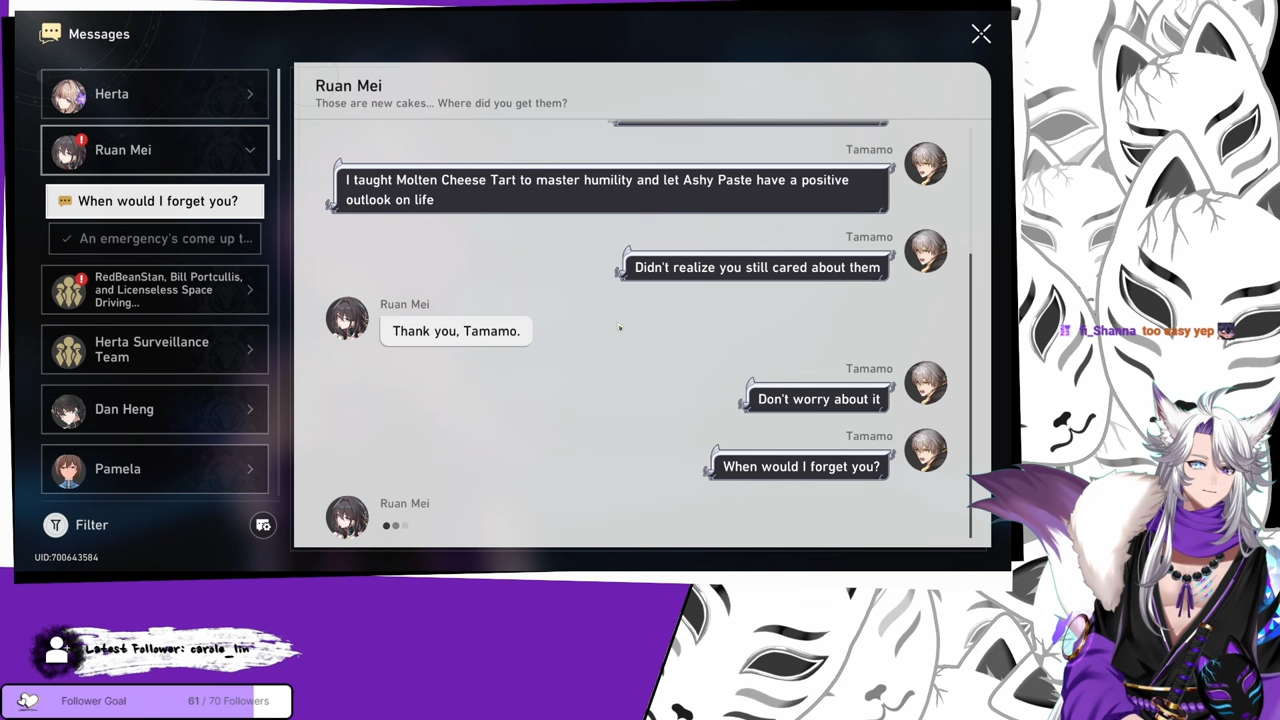 Messages
Herta
Ruan Mei
When would I forget you?
An emergency's come up t...
RedBeanStan, Bill Portcullis,
and Licenseless Space
Driving...
Herta Surveillance
Team
Dan Heng
Pamela
Filter
UID:700643584
Ruan Mei
Those are new cakes... Where did you get them?
Tamamo
I taught Molten Cheese Tart to master humility and let Ashy Paste have a positive
outlook on life
Tamamo
Didn't realize you still cared about them
Ruan Mei
Thank you, Tamamo.
Tamamo
Don't worry about it
Tamamo
When would I forget you?
Ruan Mei
too easy yep
Latest Follower: carole_lin
Follower Goal
61 / 70 Followers